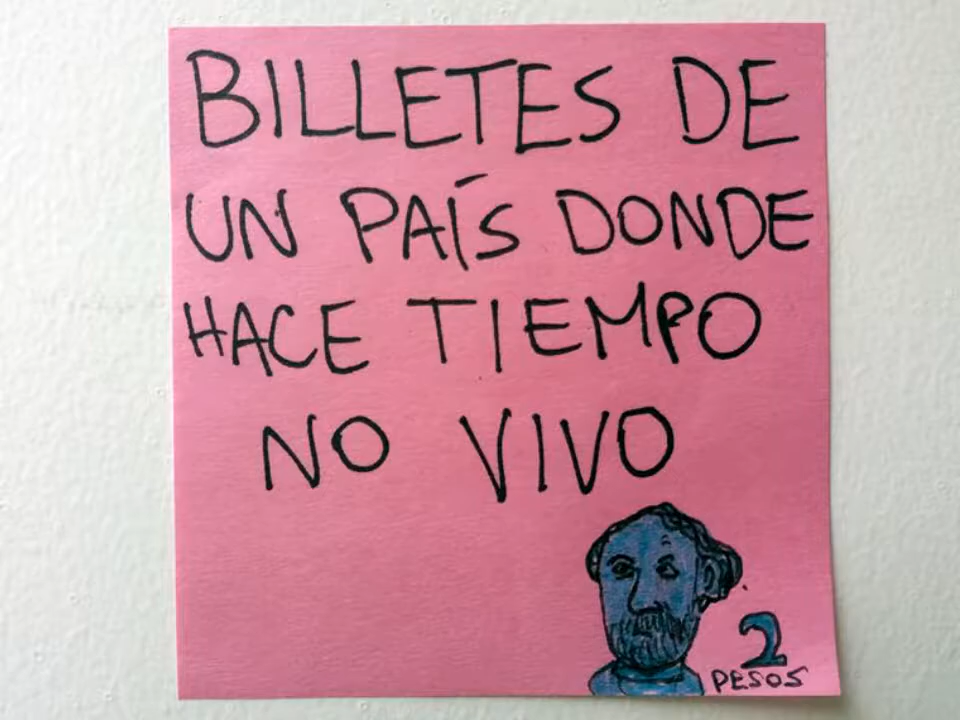 BILLETES DE
UN PAÍS DONDE
HACE TIEMPO
NO VIVO
2
PESOS